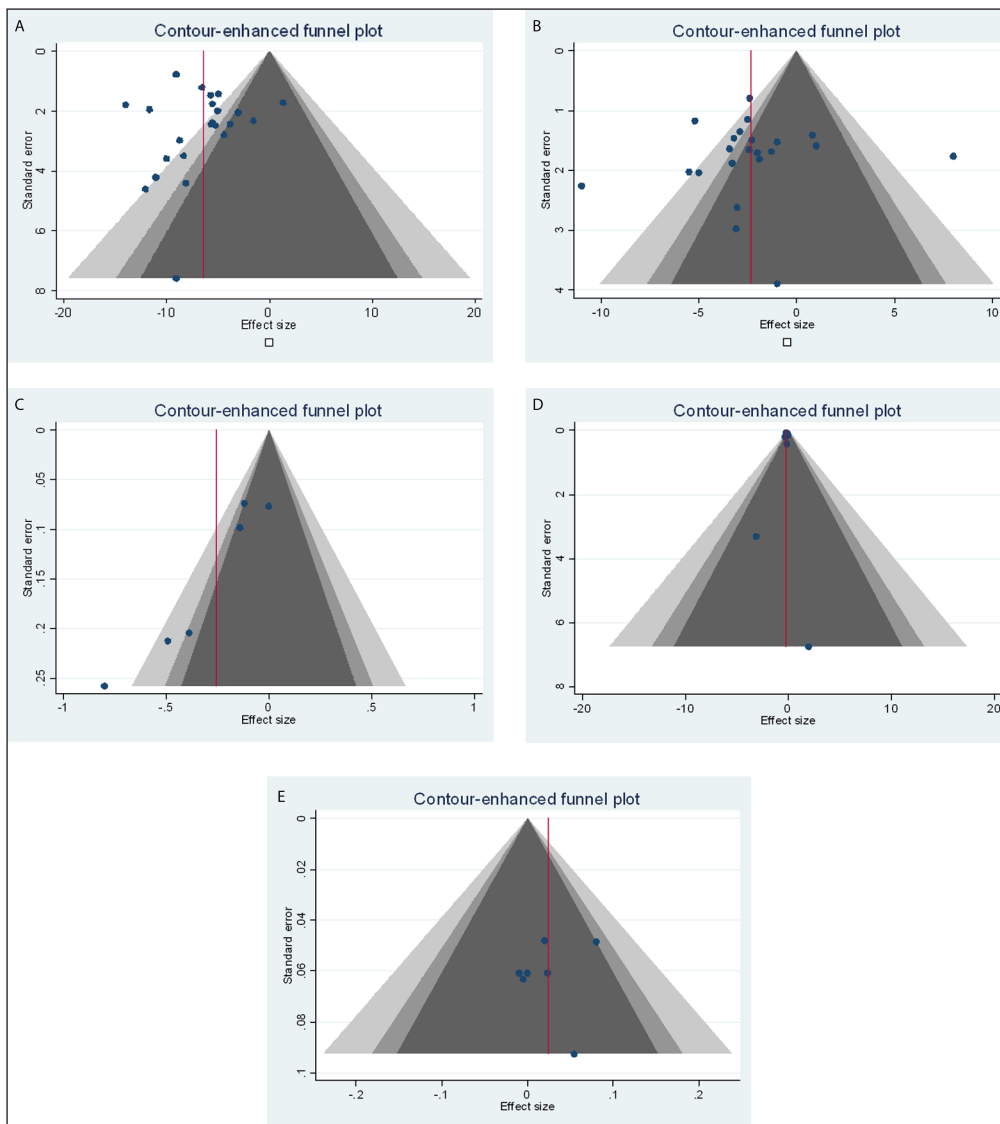 A
Contour-enhanced funnel plot
Standard error
0
2
4
6
8
-20
-10
0
10
20
Effect size
B
Contour-enhanced funnel plot
Standard error
0
1
2
3
4
-10
-5
0
5
10
Effect size
C
Contour-enhanced funnel plot
Standard error
0
.05
.1
.15
.2
.25
-1
-.5
0
.5
1
Effect size
D
Contour-enhanced funnel plot
Standard error
0
2
4
6
8
-20
-10
0
10
20
Effect size
E
Contour-enhanced funnel plot
Standard error
0
.02
.04
.06
.08
.1
-.2
-.1
0
.1
.2
Effect size